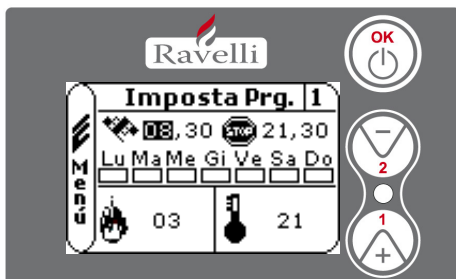 Ravelli
OK
Imposta Prg. 1
08,30 STOP 21,30
Lu Ma Me Gi Ve Sa Do
Menú
03 21
2
1